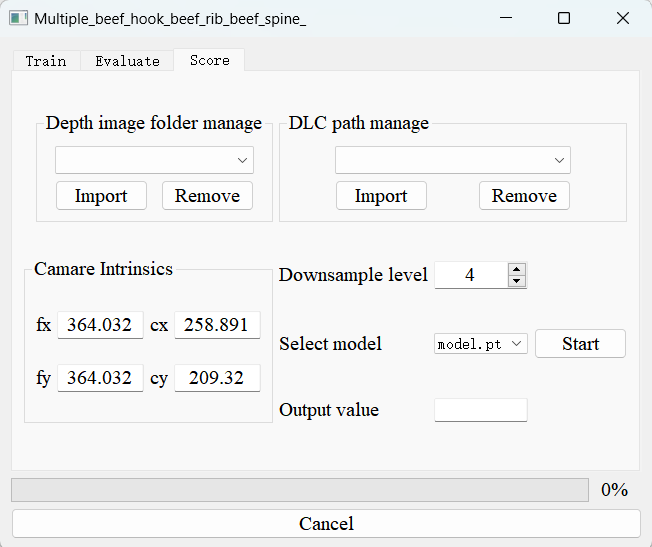 Multiple_beef_hook_beef_rib_beef_spine_
Train Evaluate Score
Depth image folder manage DLC path manage
Import Remove Import Remove
Camare Intrinsics
Downsample level 4
fx 364.032 cx 258.891
Select model model.pt Start
fy 364.032 cy 209.32
Output value
0%
Cancel